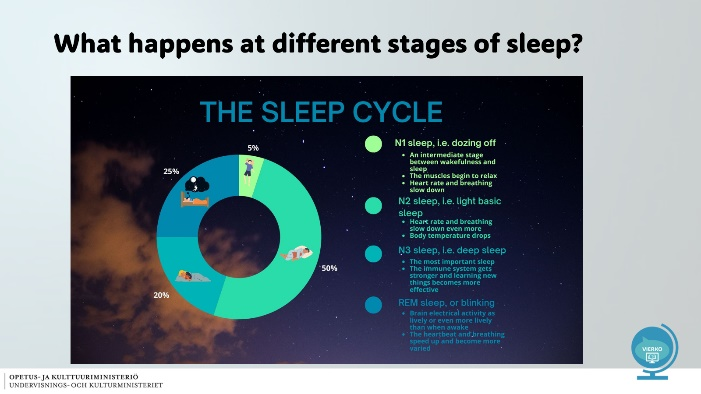 What happens at different stages of sleep?
THE SLEEP CYCLE
5%
25%
50%
20%
N1 sleep, i.e. dozing off
• An intermediate stage
between wakefulness and
sleep
• The muscles begin to relax
• Heart rate and breathing
slow down
N2 sleep, i.e. light basic
sleep
• Heart rate and breathing
slow down even more
• Body temperature drops
N3 sleep, i.e. deep sleep
• The most important sleep
• The immune system gets
stronger and learning new
things becomes more
effective
REM sleep, or blinking
• Brain electrical activity as
lively or even more lively
than when awake
• The heartbeat and breathing
speed up and become more
varied
VIERKO
OPETUS- JA KULTTUURIMINISTERIÖ
UNDERVISNINGS- OCH KULTURMINISTERIET